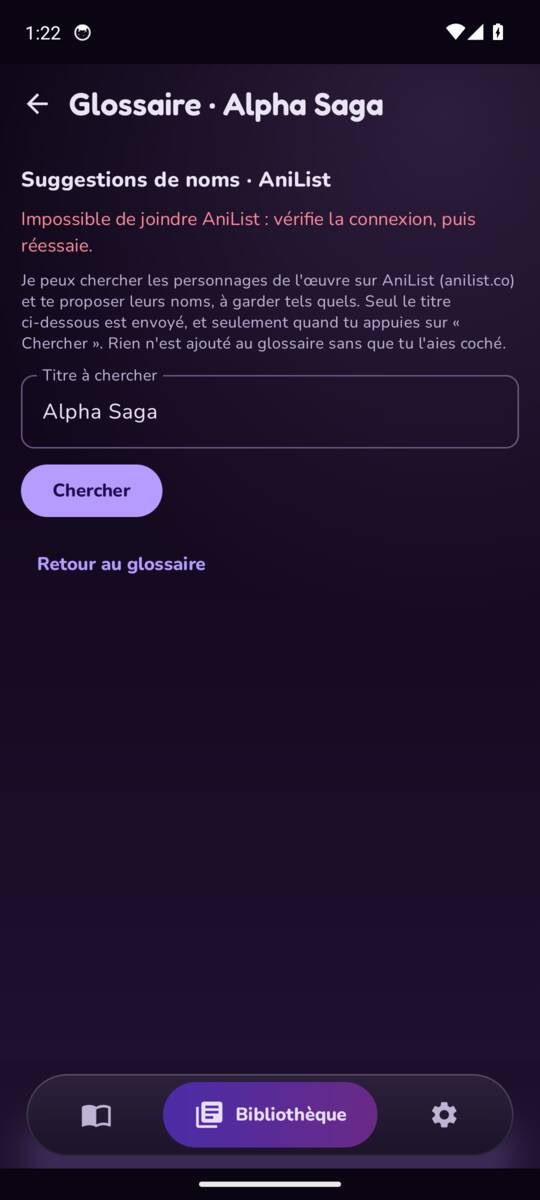 1:22
Glossaire · Alpha Saga
Suggestions de noms · AniList
Impossible de joindre AniList : vérifie la connexion, puis
réessaie.
Je peux chercher les personnages de l'œuvre sur AniList (anilist.co)
et te proposer leurs noms, à garder tels quels. Seul le titre
ci-dessous est envoyé, et seulement quand tu appuies sur «
Chercher ». Rien n'est ajouté au glossaire sans que tu l'aies coché.
Titre à chercher
Alpha Saga
Chercher
Retour au glossaire
Bibliothèque